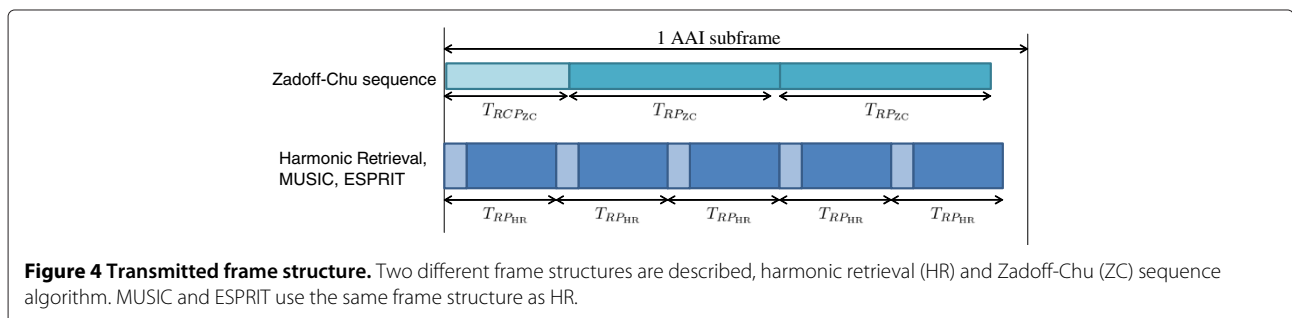 1 AAI subframe
Zadoff-Chu sequence
T_{RCP_{ZC}} T_{RP_{ZC}} T_{RP_{ZC}}
Harmonic Retrieval,
MUSIC, ESPRIT
T_{RP_{HR}} T_{RP_{HR}} T_{RP_{HR}} T_{RP_{HR}} T_{RP_{HR}}
Figure 4 Transmitted frame structure. Two different frame structures are described, harmonic retrieval (HR) and Zadoff-Chu (ZC) sequence
algorithm. MUSIC and ESPRIT use the same frame structure as HR.